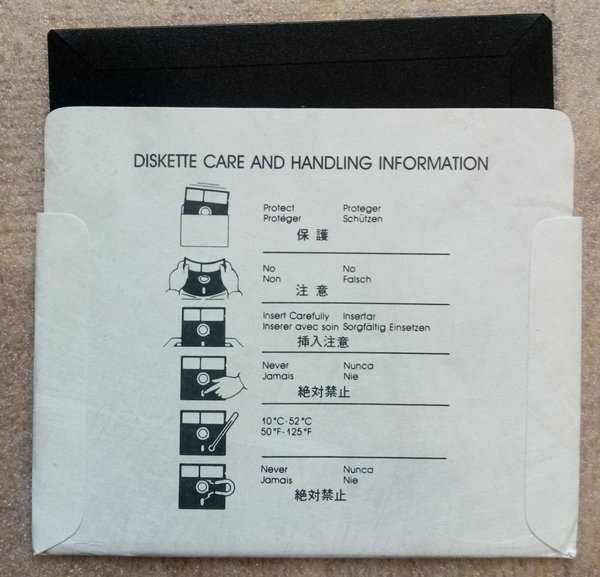 DISKETTE CARE AND HANDLING INFORMATION
Protect Proteger
Protéger Schützen
保護
No No
Non Falsch
注意
Insert Carefully Insertar
Inserer avec soin Sorgfältig Einsetzen
挿入注意
Never Nunca
Jamais Nie
絶対禁止
10°C-52°C
50°F-125°F
Never Nunca
Jamais Nie
絶対禁止